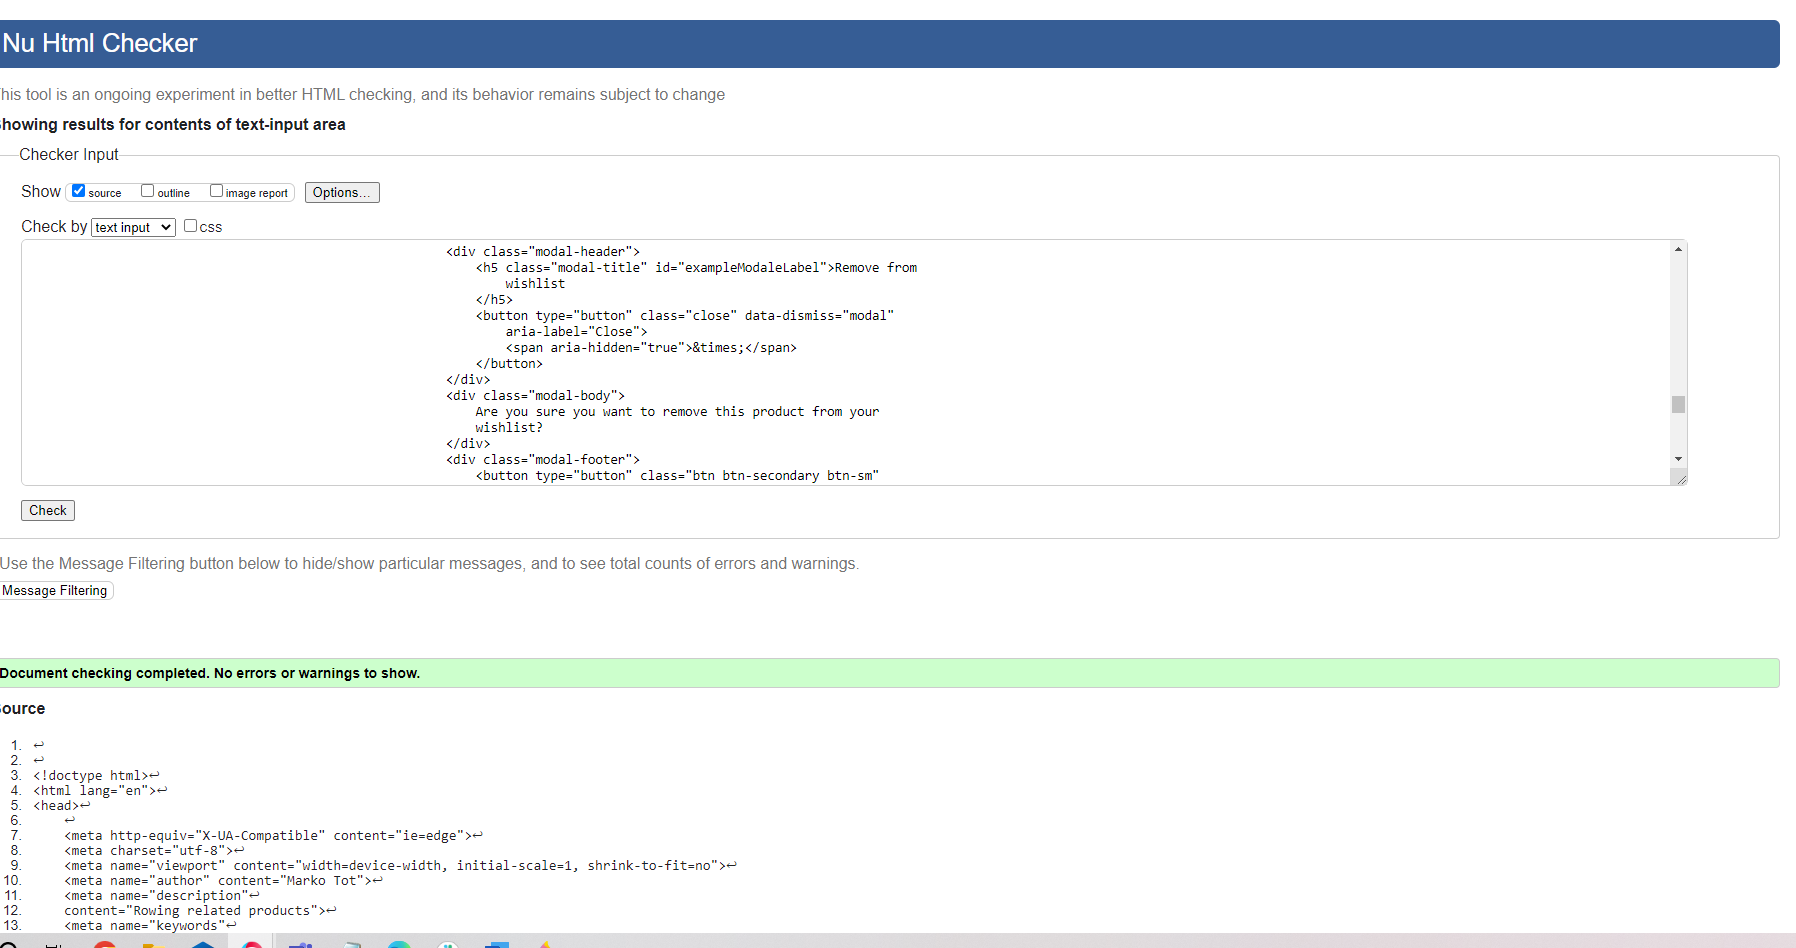 Nu Html Checker
his tool is an ongoing experiment in better HTML checking, and its behavior remains subject to change
howing results for contents of text-input area
Checker Input
Show source outline image report Options...
Check by text input css
<div class="modal-header">
<h5 class="modal-title" id="exampleModaleLabel">Remove from
wishlist
</h5>
<button type="button" class="close" data-dismiss="modal"
aria-label="Close">
<span aria-hidden="true">&times;</span>
</button>
</div>
<div class="modal-body">
Are you sure you want to remove this product from your
wishlist?
</div>
<div class="modal-footer">
<button type="button" class="btn btn-secondary btn-sm"
Check
Use the Message Filtering button below to hide/show particular messages, and to see total counts of errors and warnings.
Message Filtering
Document checking completed. No errors or warnings to show.
ource
1. ↩
2. ↩
3. <!doctype html>↩
4. <html lang="en">↩
5. <head>↩
6. ↩
7. <meta http-equiv="X-UA-Compatible" content="ie=edge">↩
8. <meta charset="utf-8">↩
9. <meta name="viewport" content="width=device-width, initial-scale=1, shrink-to-fit=no">↩
10. <meta name="author" content="Marko Tot">↩
11. <meta name="description"↩
12. content="Rowing related products">↩
13. <meta name="keywords"↩